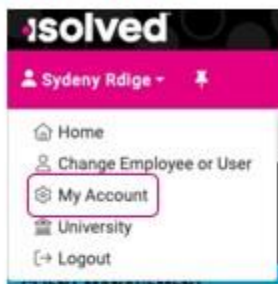 isolved
Sydeny Rdige
Home
Change Employee or User
My Account
University
Logout